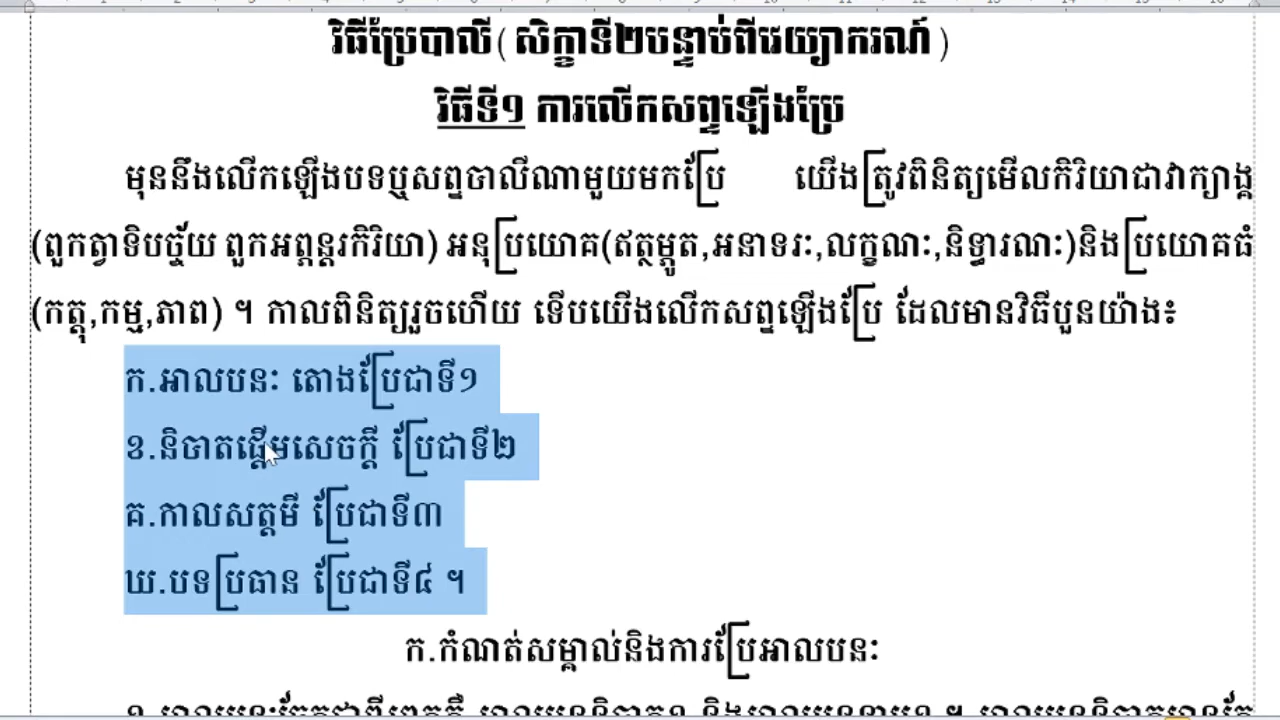 វិធីប្រែបាលី(សិក្ខាទី២បន្ទាប់ពីវេយ្យាករណ៍)
វិធីទី១ ការលើកសព្ទឡើងប្រែ
មុននឹងលើកឡើងបទឬសព្ទបាលីណាមួយមកប្រែ យើងត្រូវពិនិត្យមើលកិរិយាជាវាក្យាង្គ
(ពួកត្វាទិបច្ច័យ ពួកអព្ភន្តរកិរិយា) អនុប្រយោគ(ឥត្ថម្ភូត,អនាទរៈ,លក្ខណៈ,និទ្ធារណៈ)និងប្រយោគធំ
(កត្តុ,កម្ម,ភាព) ។ កាលពិនិត្យរួចហើយ ទើបយើងលើកសព្ទឡើងប្រែ ដែលមានវិធីបួនយ៉ាង៖
ក.អាលបនៈ តោងប្រែជាទី១
ខ.និបាតផ្ដើមសេចក្ដី ប្រែជាទី២
គ.កាលសត្តមី ប្រែជាទី៣
ឃ.បទប្រធាន ប្រែជាទី៤ ។
ក.កំណត់សម្គាល់និងការប្រែអាលបនៈ